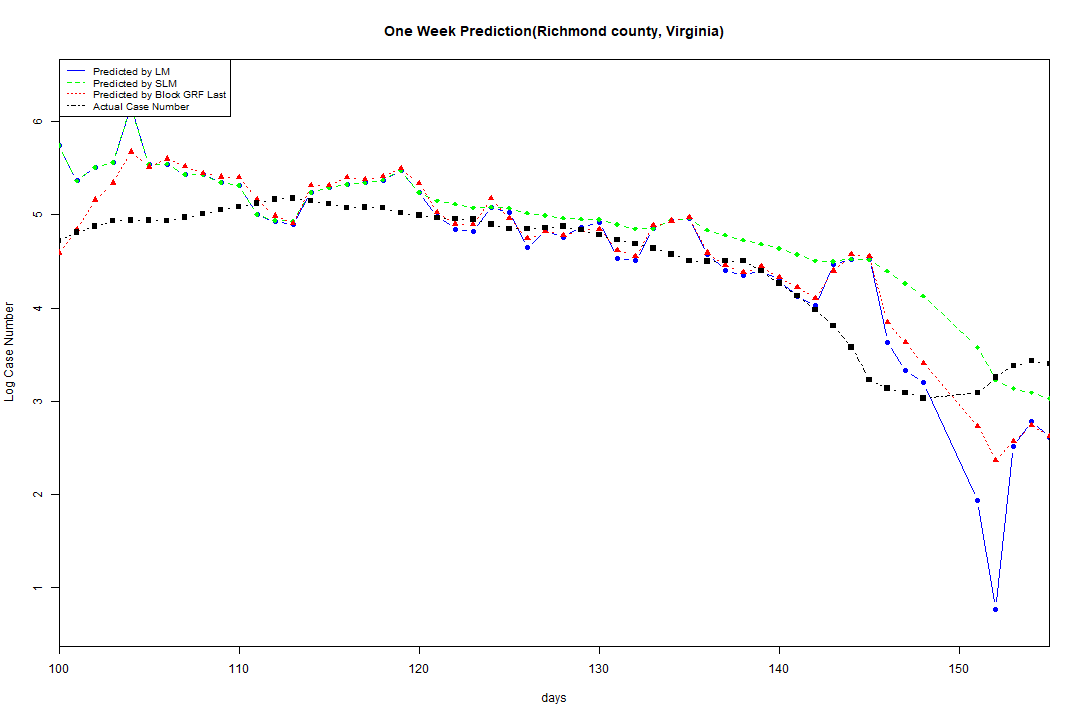 One Week Prediction(Richmond county, Virginia)
Predicted by LM
Predicted by SLM
Predicted by Block GRF Last
Actual Case Number
6
5
4
3
2
1
Log Case Number
100 110 120 130 140 150
days